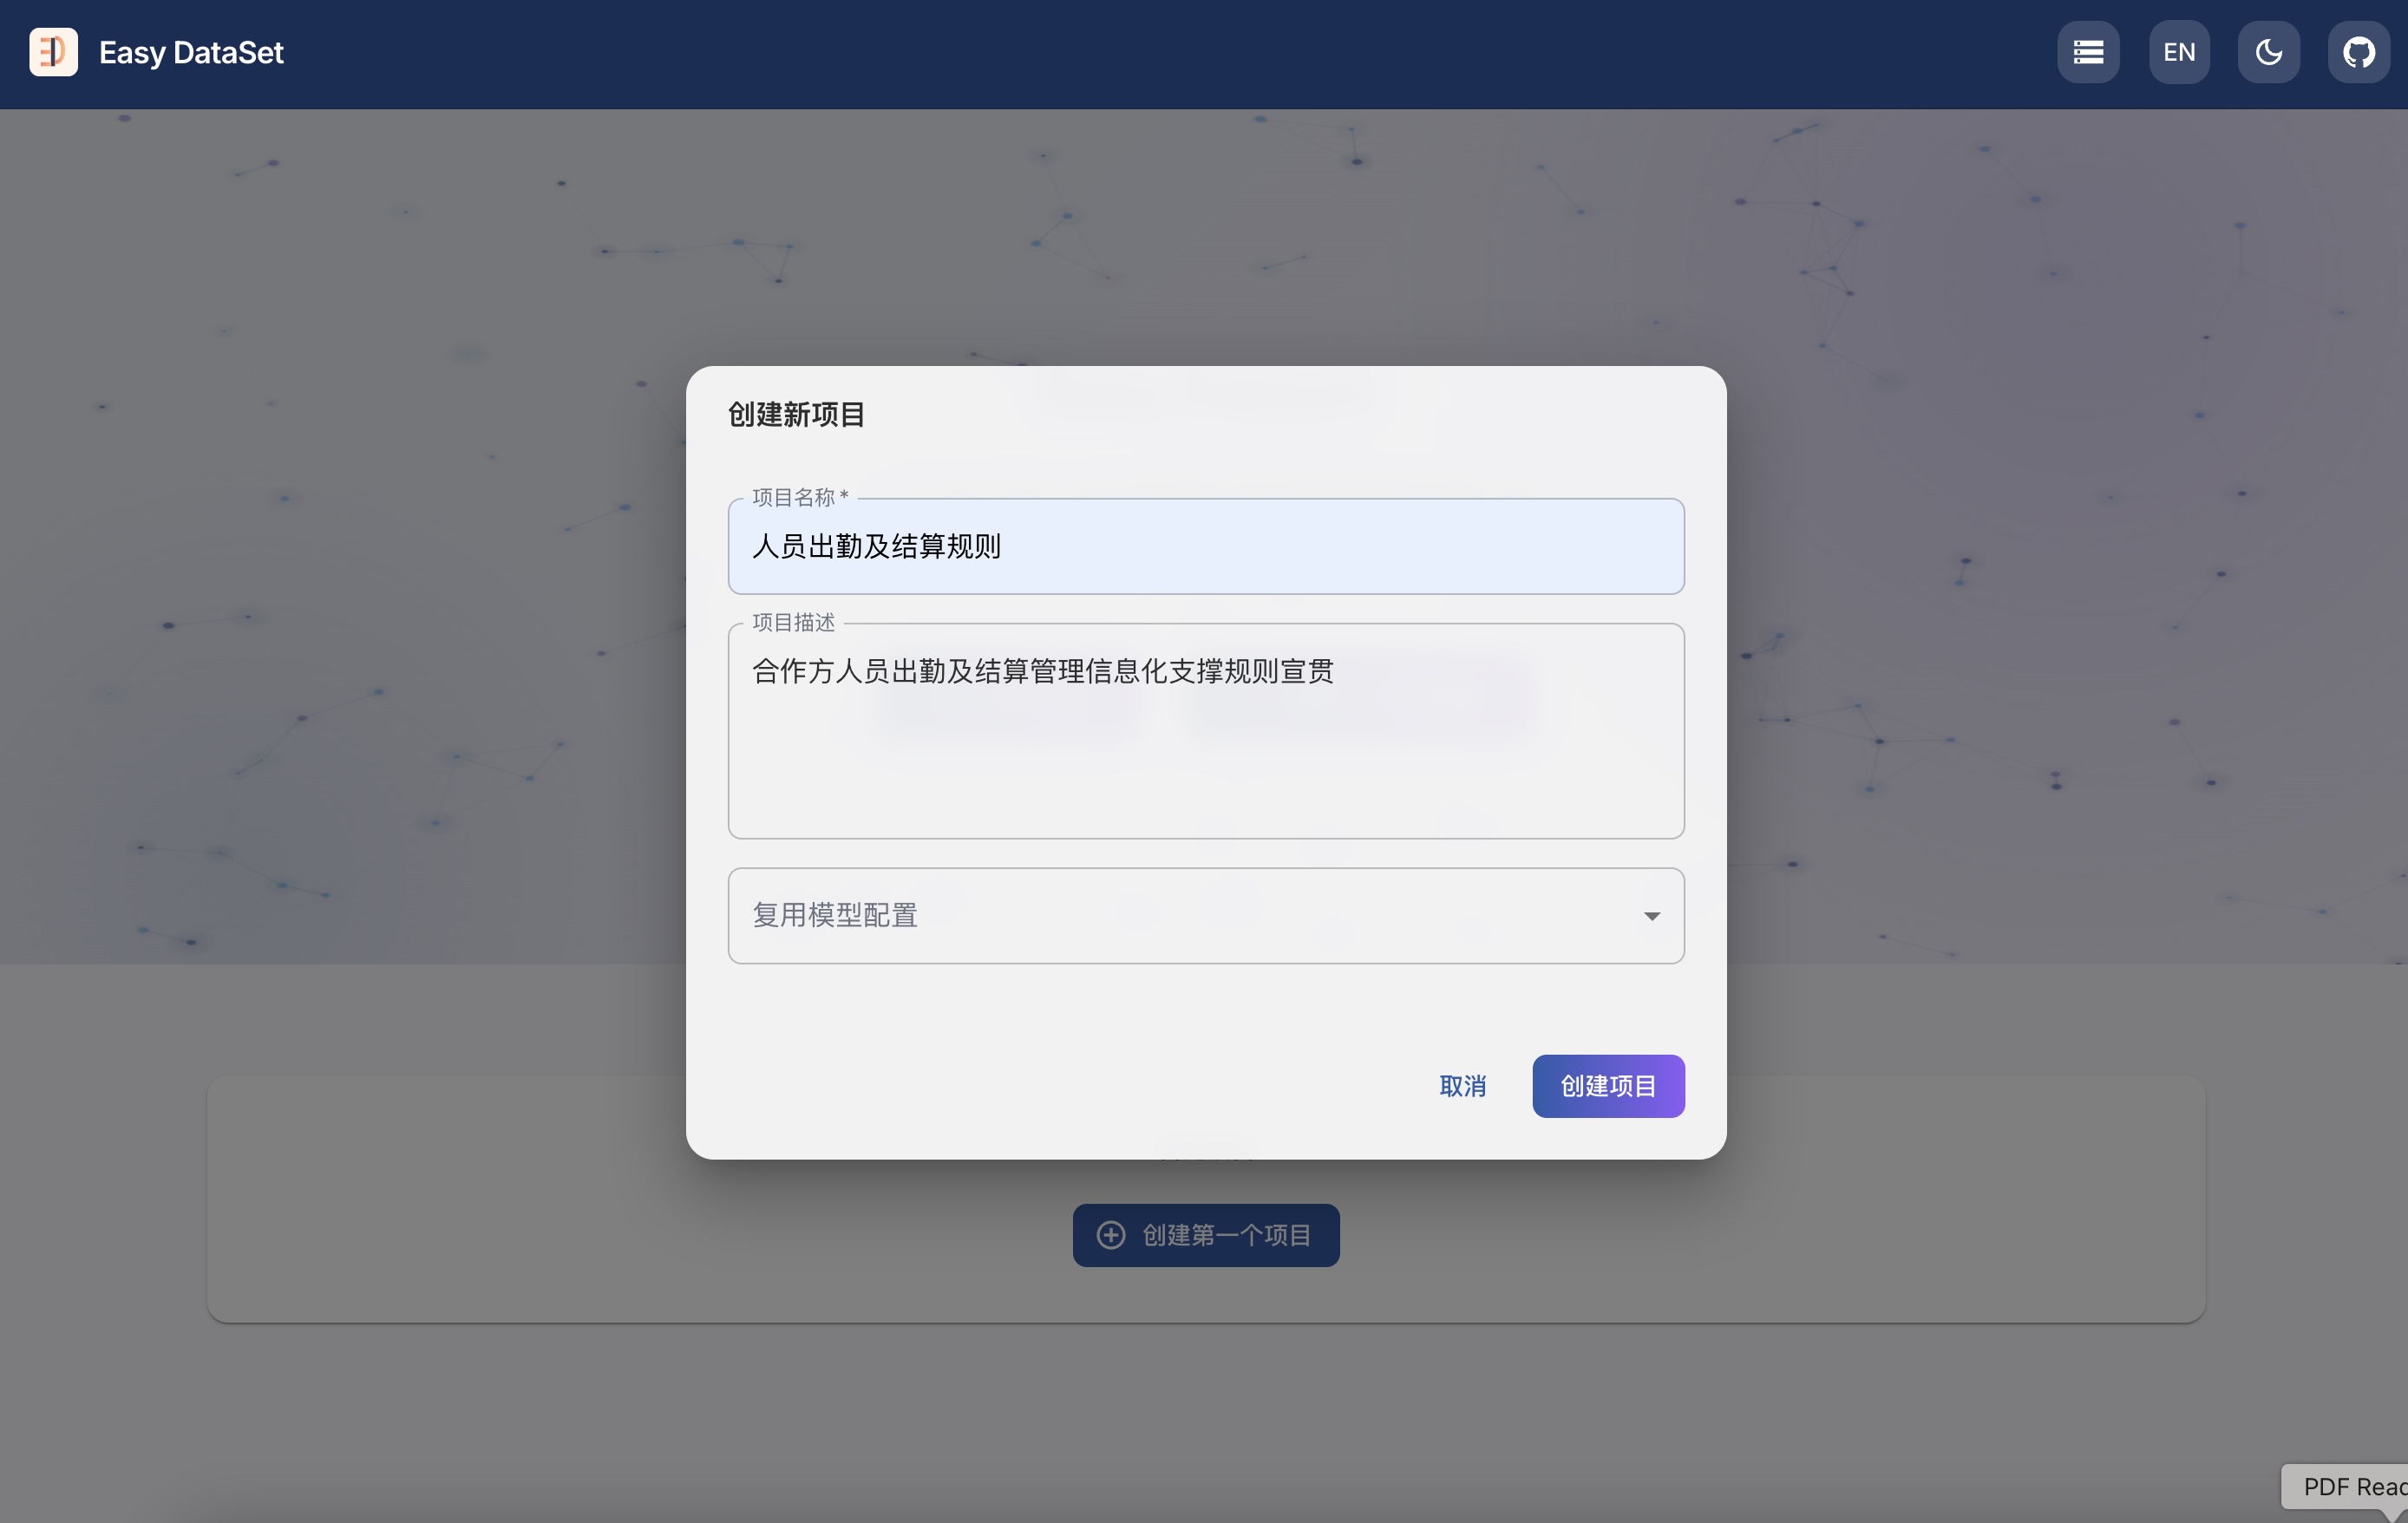 Easy DataSet
EN
创建新项目
项目名称 *
人员出勤及结算规则
项目描述
合作方人员出勤及结算管理信息化支撑规则宣贯
复用模型配置
取消
创建项目
创建第一个项目
PDF Read